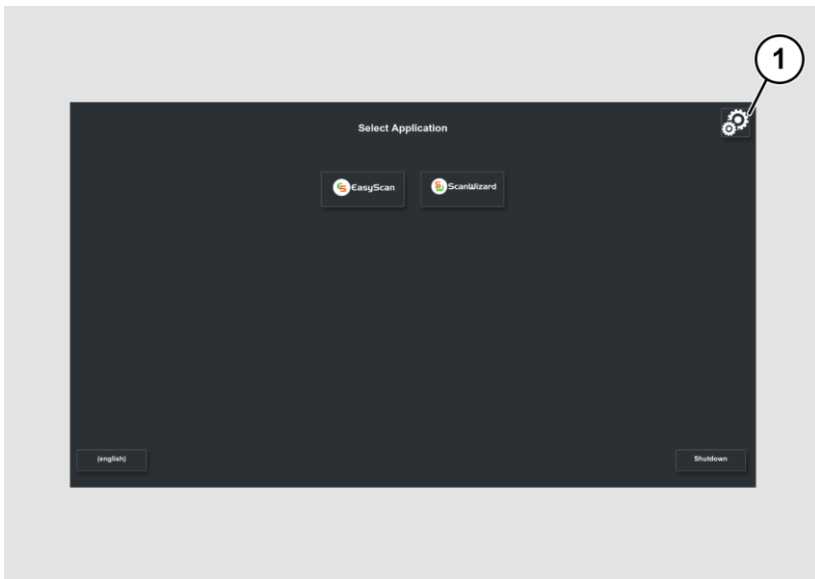 1
Select Application
EasyScan
ScanWizard
(english)
Shutdown